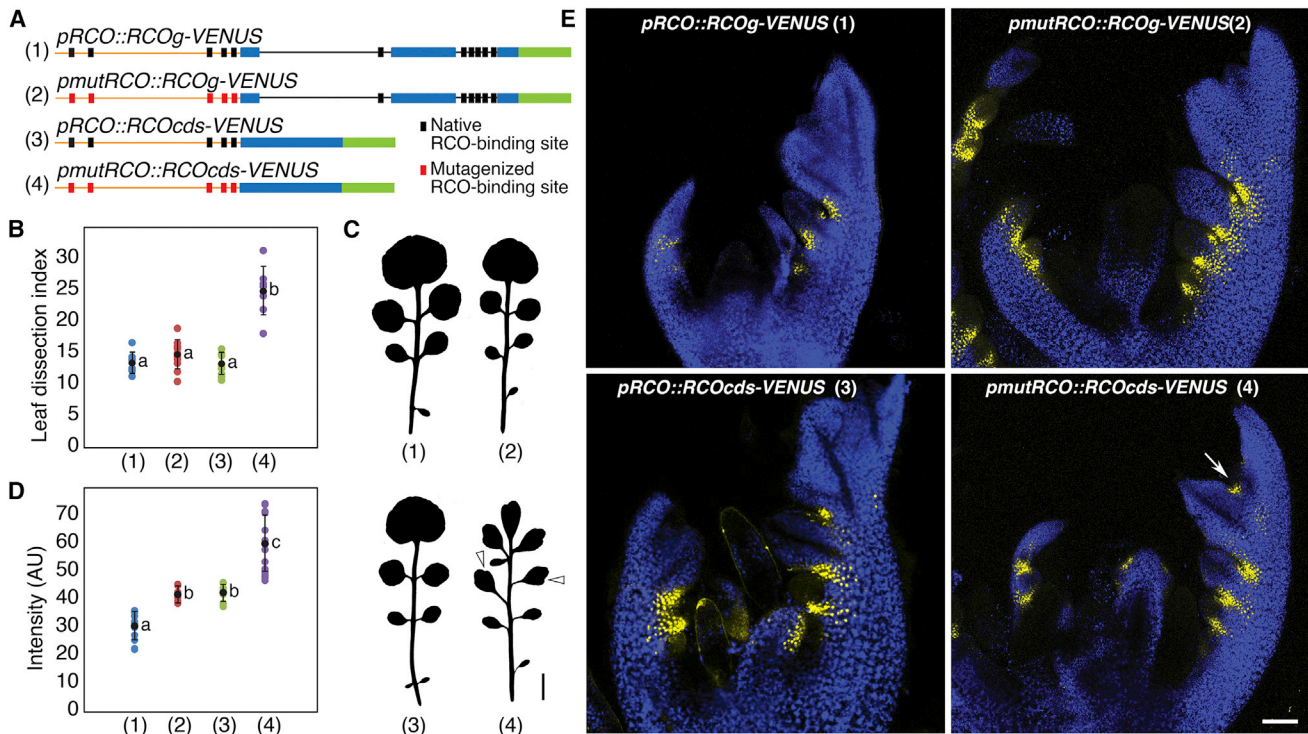 A
pRCO::RCOg-VENUS
(1)
pmutRCO::RCOg-VENUS
(2)
pRCO::RCOcds-VENUS
(3)
pmutRCO::RCOcds-VENUS
(4)
Native
RCO-binding site
Mutagenized
RCO-binding site
B
Leaf dissection index
30
25
20
15
10
5
0
a
a
a
b
(1) (2) (3) (4)
C
(1) (2)
(3) (4)
D
Intensity (AU)
70
60
50
40
30
20
10
0
a
b
b
c
(1) (2) (3) (4)
E
pRCO::RCOg-VENUS (1)
pmutRCO::RCOg-VENUS(2)
pRCO::RCOcds-VENUS (3)
pmutRCO::RCOcds-VENUS (4)